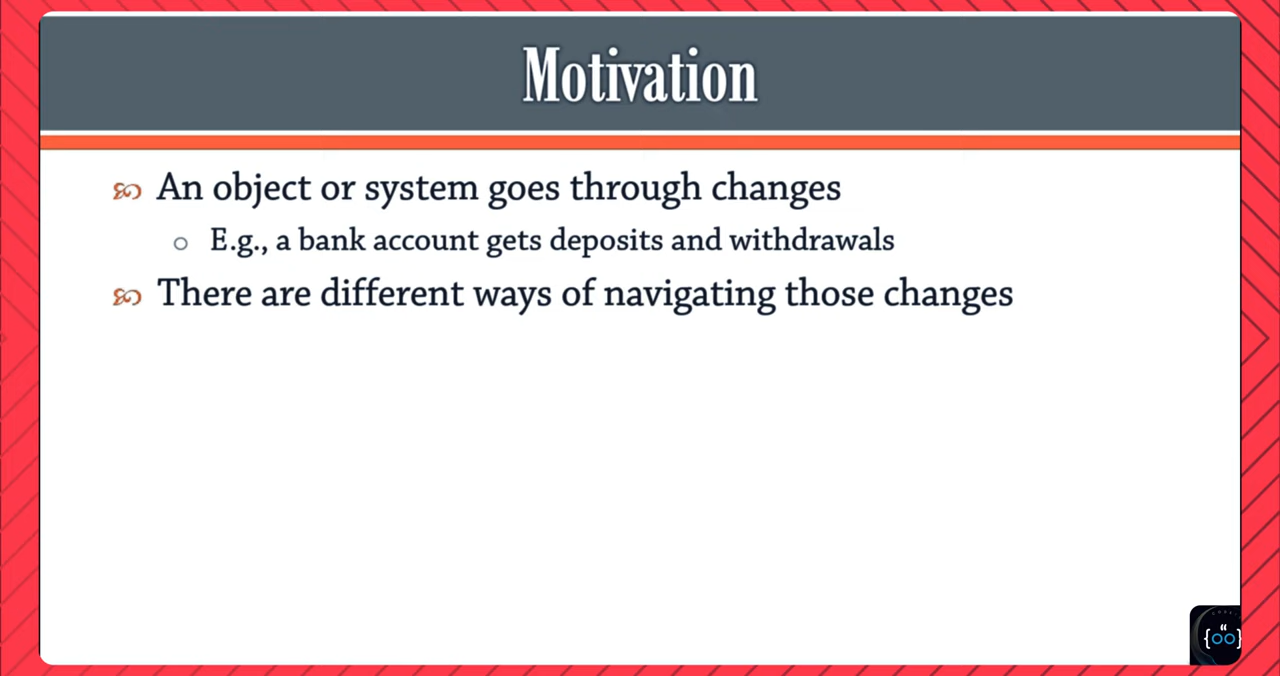 Motivation
An object or system goes through changes
E.g., a bank account gets deposits and withdrawals
There are different ways of navigating those changes